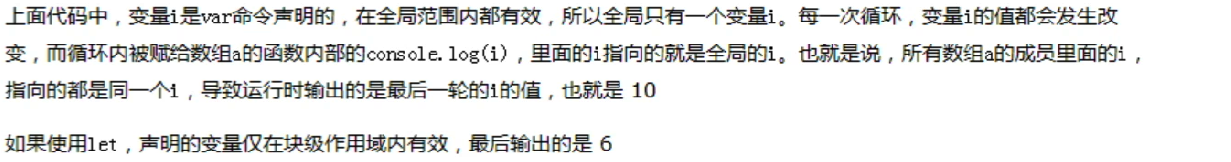 上面代码中，变量i是var命令声明的，在全局范围内都有效，所以全局只有一个变量i。每一次循环，变量i的值都会发生改
变，而循环内被赋给数组a的函数内部的console.log(i)，里面的i指向的就是全局的i。也就是说，所有数组a的成员里面的i，
指向的都是同一个i，导致运行时输出的是最后一轮的i的值，也就是 10
如果使用let，声明的变量仅在块级作用域内有效，最后输出的是 6